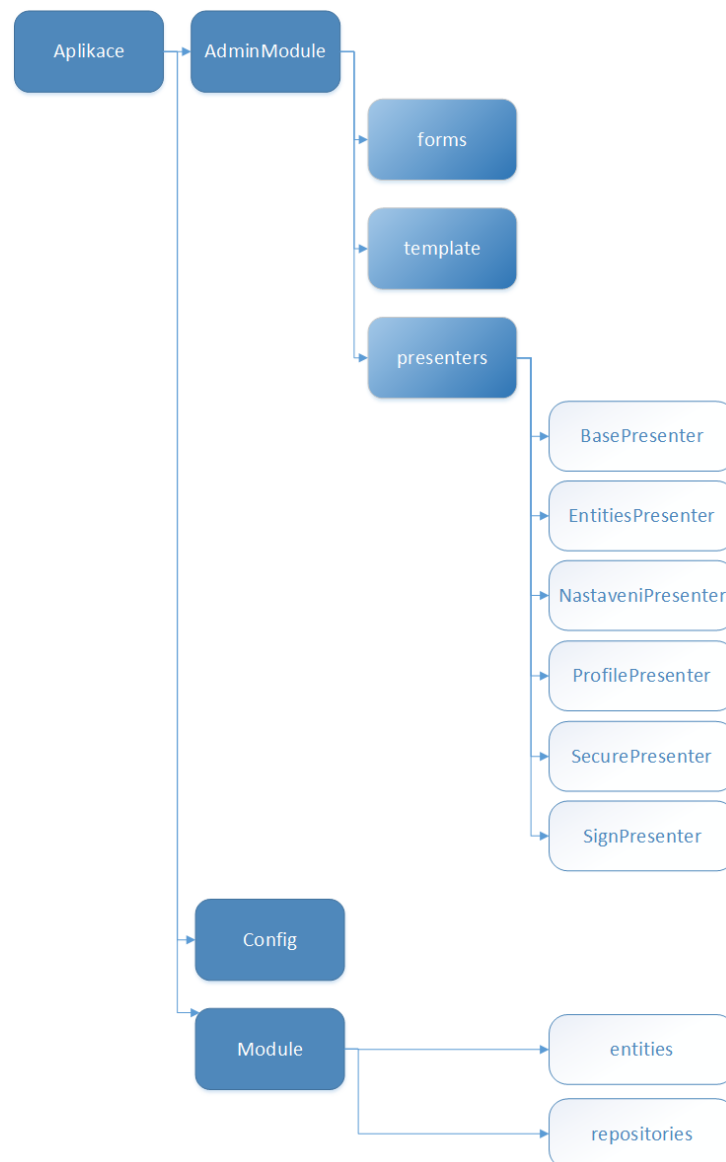 Aplikace
AdminModule
forms
template
presenters
BasePresenter
EntitiesPresenter
NastaveniPresenter
ProfilePresenter
SecurePresenter
SignPresenter
Config
Module
entities
repositories